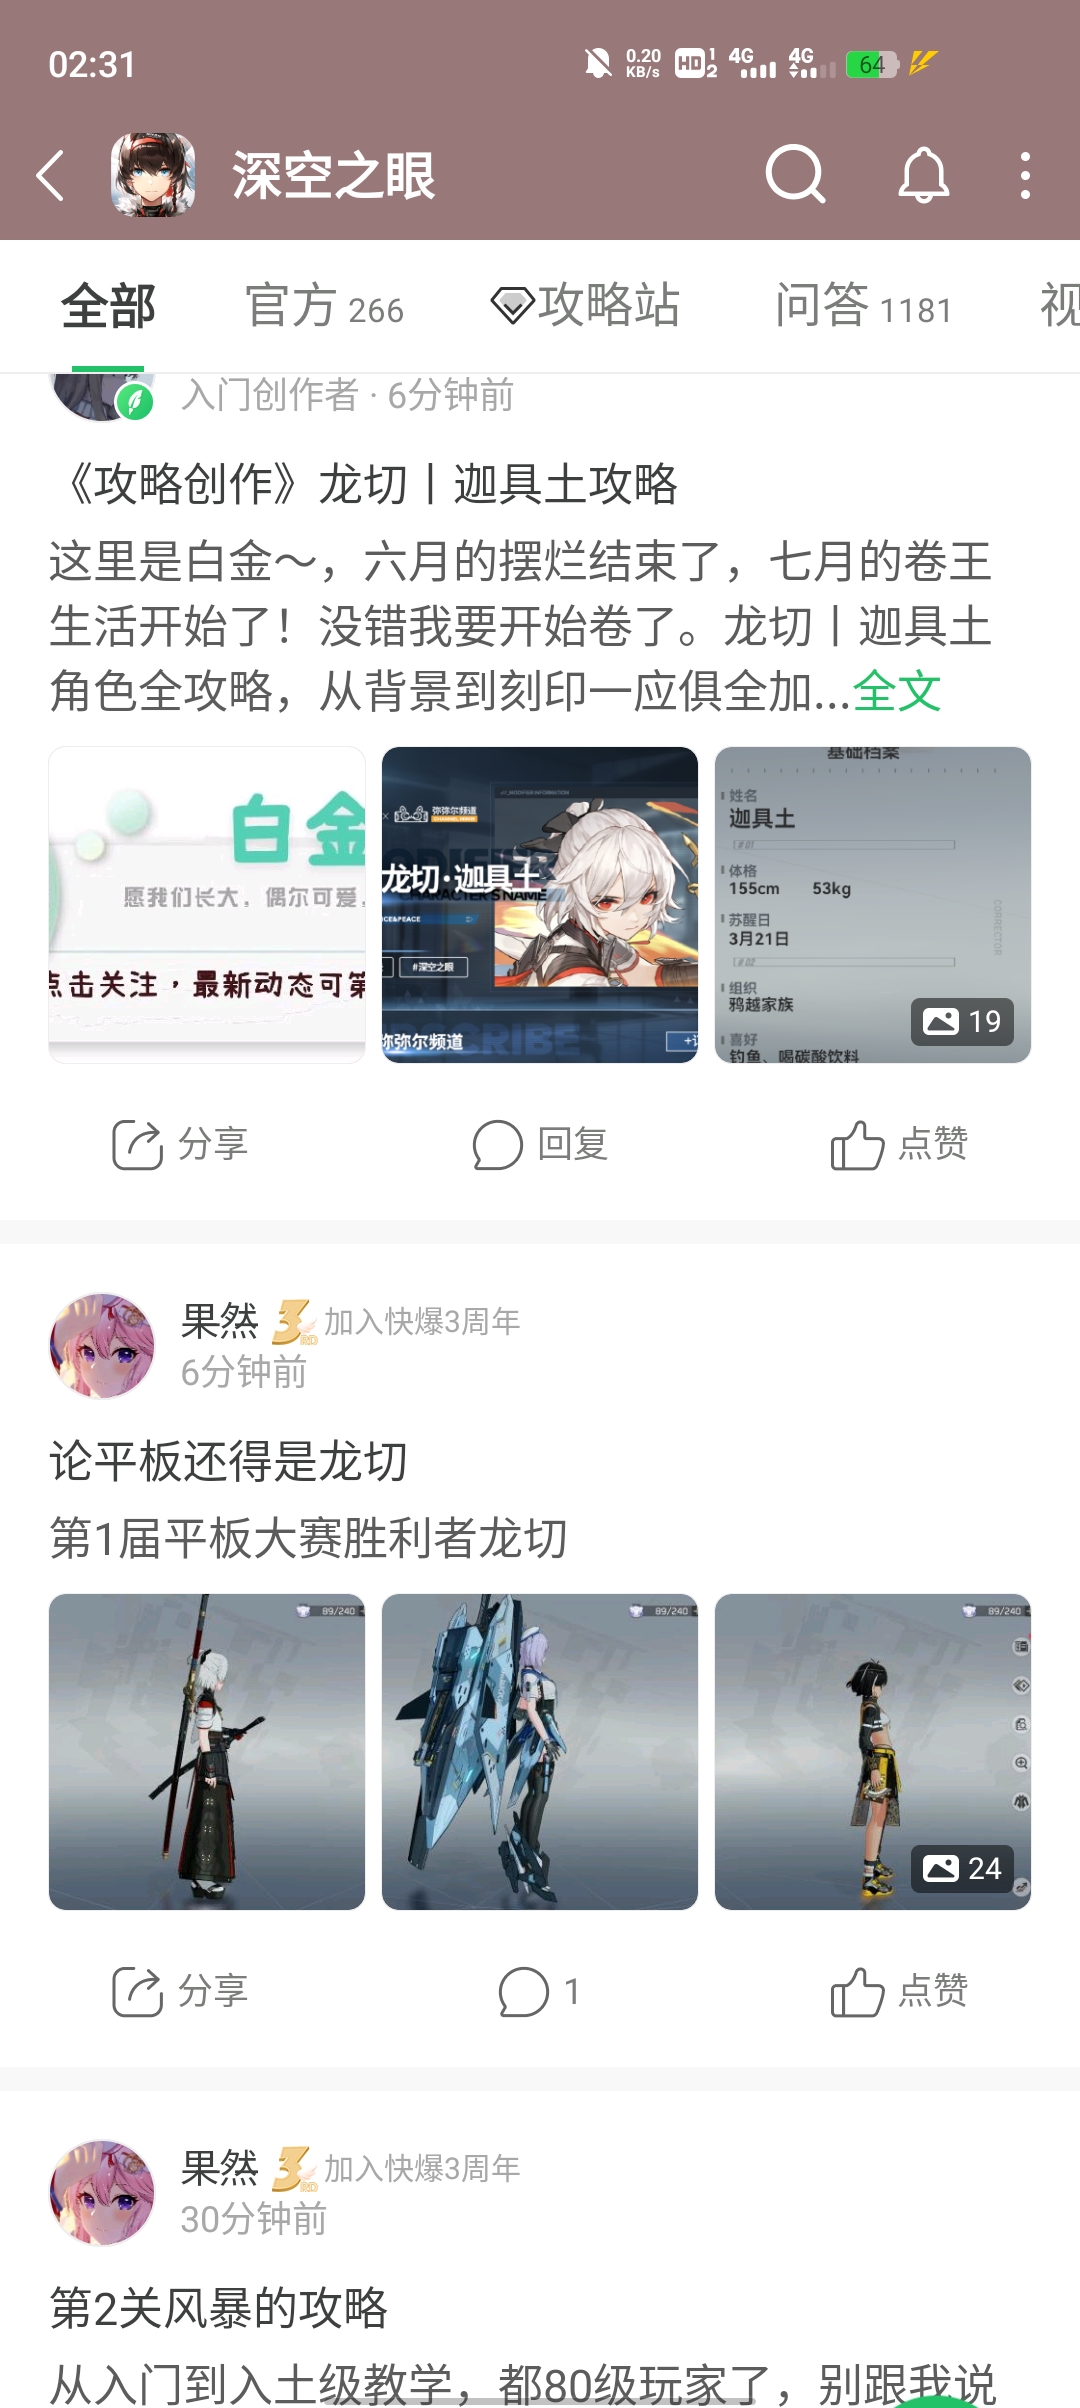 02:31
0.20
KB/s
HD 1 2
4G
4G
64
深空之眼
全部
官方 266
攻略站
问答 1181
视
入门创作者 · 6分钟前
《攻略创作》龙切丨迦具土攻略
这里是白金～，六月的摆烂结束了，七月的卷王
生活开始了！没错我要开始卷了。龙切丨迦具土
角色全攻略，从背景到刻印一应俱全加...全文
白金
愿我们长大，偶尔可爱，
点击关注，最新动态可第
弥弥尔频道
龙切·迦具土
CHARACTER'S NAME
ICE&PEACE
#深空之眼
弥弥尔频道
基础档案
姓名
迦具土
#01
体格
155cm 53kg
苏醒日
3月21日
#02
组织
鸦越家族
喜好
钓鱼、喝碳酸饮料
CORRECTOR
19
分享
回复
点赞
果然 3RD 加入快爆3周年
6分钟前
论平板还得是龙切
第1届平板大赛胜利者龙切
89/240
89/240
89/240
24
分享
1
点赞
果然 3RD 加入快爆3周年
30分钟前
第2关风暴的攻略
从入门到入土级教学，都80级玩家了，别跟我说